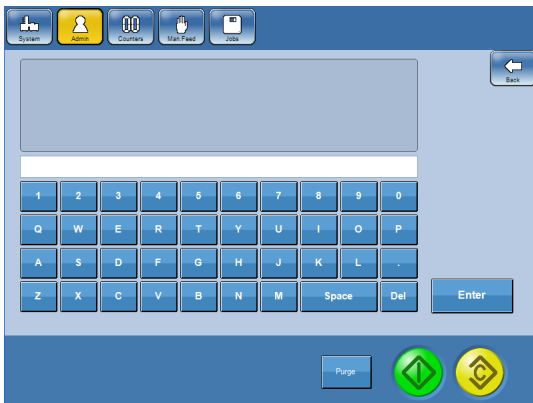 System Admin Counters Man.Feed Jobs
Back
1 2 3 4 5 6 7 8 9 0
Q W E R T Y U I O P
A S D F G H J K L .
Z X C V B N M Space Del Enter
Purge C